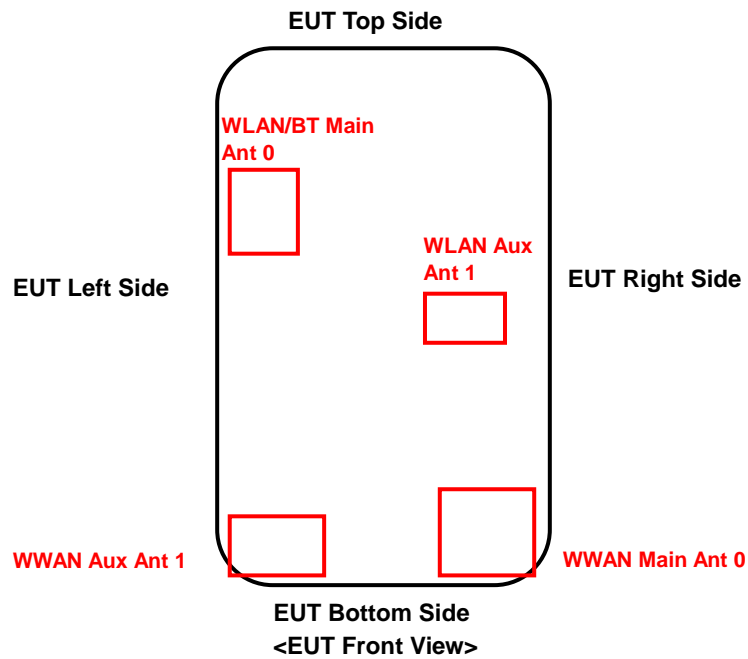 EUT Top Side
WLAN/BT Main
Ant 0
WLAN Aux
Ant 1
EUT Left Side
EUT Right Side
WWAN Aux Ant 1
WWAN Main Ant 0
EUT Bottom Side
<EUT Front View>